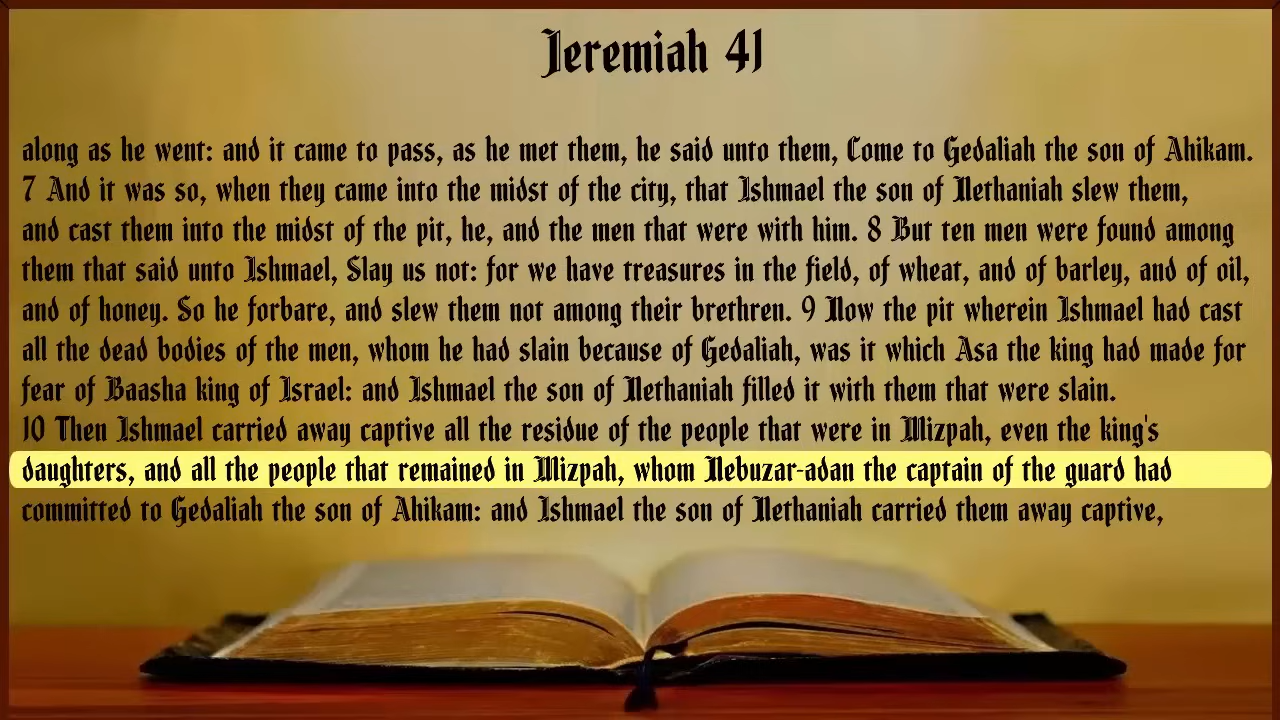 Jeremiah 41
along as he went: and it came to pass, as he met them, he said unto them, Come to Gedaliah the son of Ahikam.
7 And it was so, when they came into the midst of the city, that Ishmael the son of Nethaniah slew them,
and cast them into the midst of the pit, he, and the men that were with him. 8 But ten men were found among
them that said unto Ishmael, Slay us not: for we have treasures in the field, of wheat, and of barley, and of oil,
and of honey. So he forbare, and slew them not among their brethren. 9 Now the pit wherein Ishmael had cast
all the dead bodies of the men, whom he had slain because of Gedaliah, was it which Asa the king had made for
fear of Baasha king of Israel: and Ishmael the son of Nethaniah filled it with them that were slain.
10 Then Ishmael carried away captive all the residue of the people that were in Mizpah, even the king's
daughters, and all the people that remained in Mizpah, whom Nebuzar-adan the captain of the guard had
committed to Gedaliah the son of Ahikam: and Ishmael the son of Nethaniah carried them away captive,